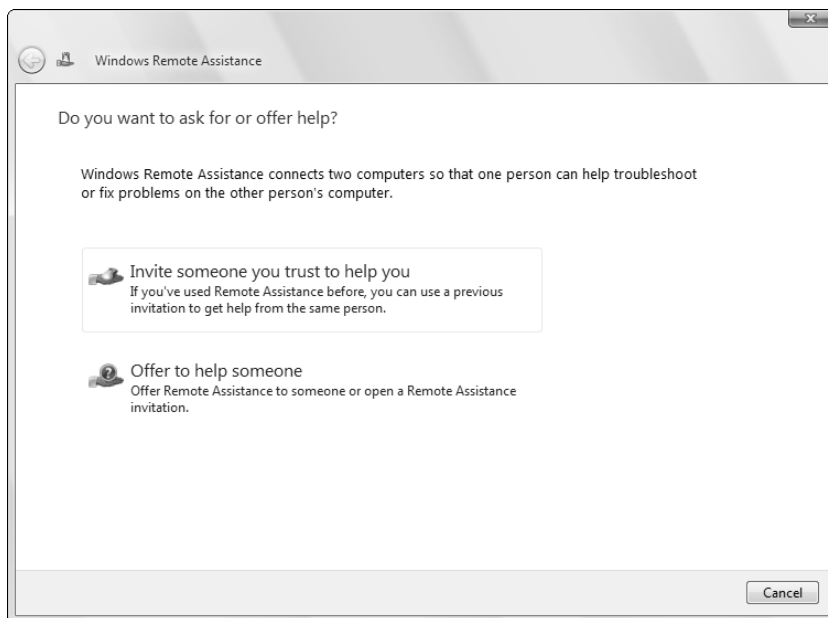 Windows Remote Assistance
Do you want to ask for or offer help?
Windows Remote Assistance connects two computers so that one person can help troubleshoot
or fix problems on the other person's computer.
Invite someone you trust to help you
If you've used Remote Assistance before, you can use a previous
invitation to get help from the same person.
Offer to help someone
Offer Remote Assistance to someone or open a Remote Assistance
invitation.
Cancel